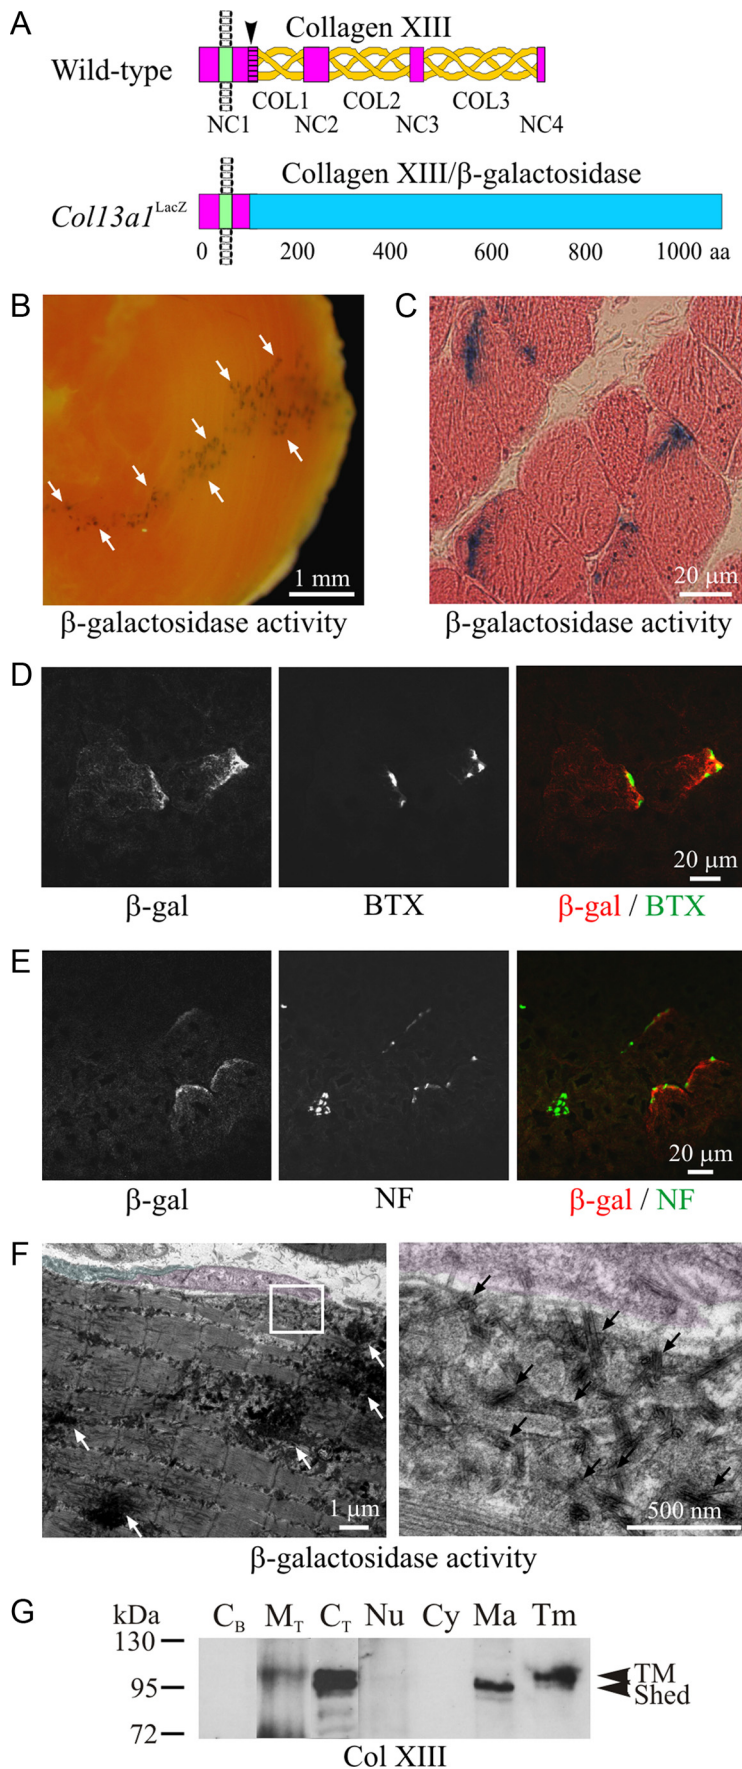 A
Collagen XIII
Wild-type
COL1 COL2 COL3
NC1 NC2 NC3 NC4
Collagen XIII/β-galactosidase
Col13a1LacZ
0 200 400 600 800 1000 aa
B
C
1 mm
20 μm
β-galactosidase activity
β-galactosidase activity
D
20 μm
β-gal
BTX
β-gal / BTX
E
20 μm
β-gal
NF
β-gal / NF
F
1 μm
500 nm
β-galactosidase activity
G
kDa CB MT CT Nu Cy Ma Tm
130
95
72
TM
Shed
Col XIII